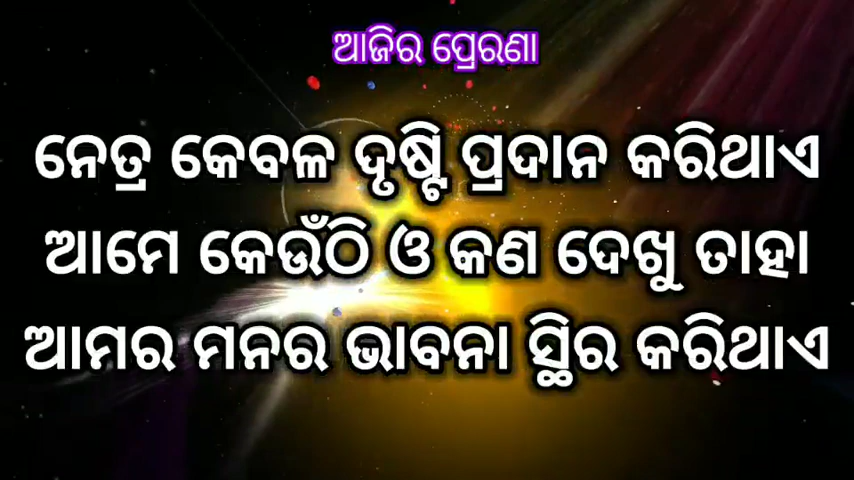 ଆଜିର ପ୍ରେରଣା
ନେତ୍ର କେବଳ ଦୃଷ୍ଟି ପ୍ରଦାନ କରିଥାଏ
ଆମେ କେଉଁଠି ଓ କଣ ଦେଖୁ ତାହା
ଆମର ମନର ଭାବନା ସ୍ଥିର କରିଥାଏ